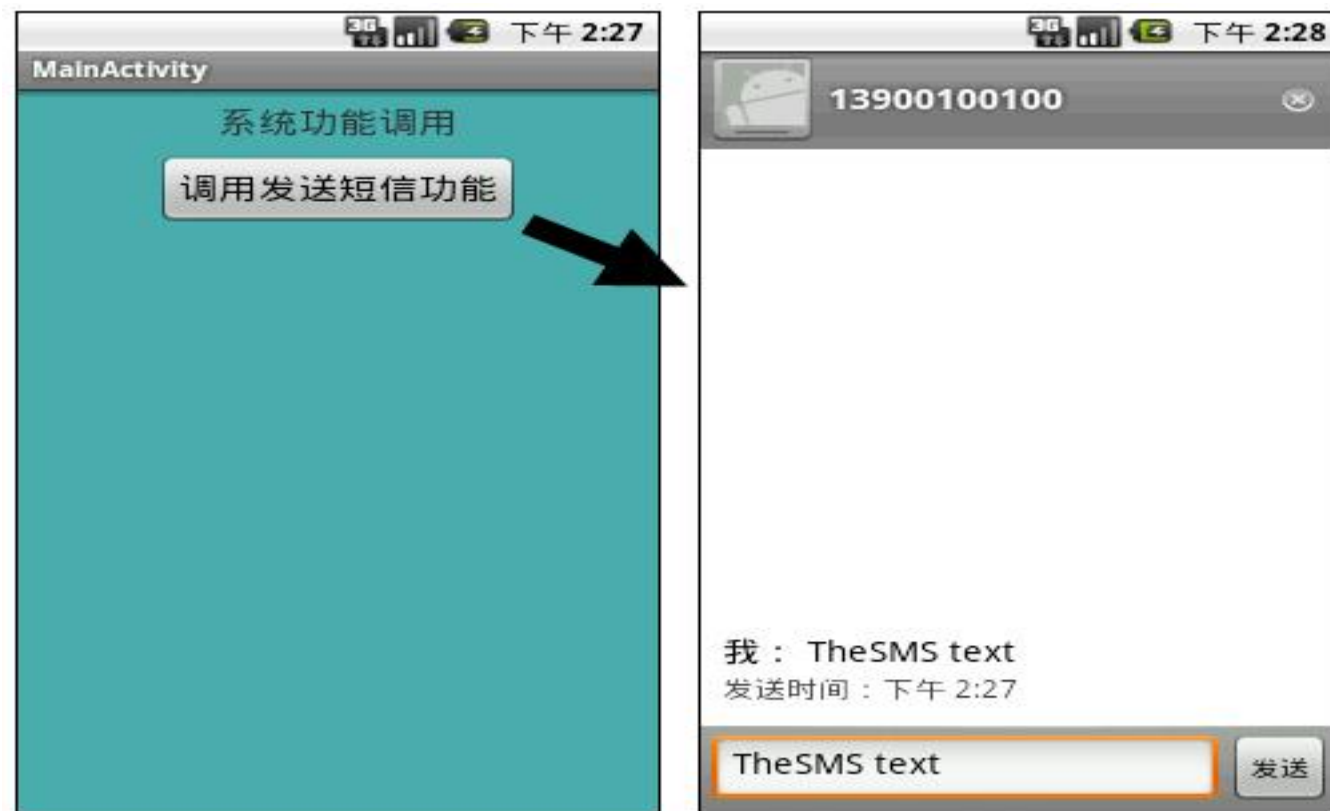 3G 下午 2:27
MainActivity
系统功能调用
调用发送短信功能
3G 下午 2:28
13900100100
我： TheSMS text
发送时间：下午 2:27
TheSMS text
发送